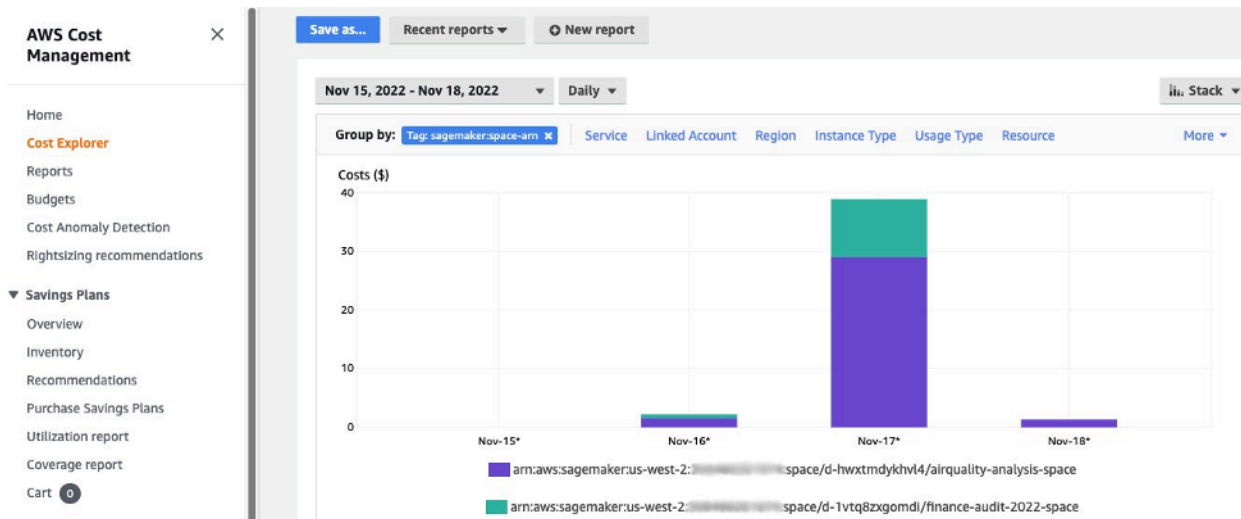 AWS Cost
Management
Home
Cost Explorer
Reports
Budgets
Cost Anomaly Detection
Rightsizing recommendations
Savings Plans
Overview
Inventory
Recommendations
Purchase Savings Plans
Utilization report
Coverage report
Cart 0
Save as... Recent reports New report
Nov 15, 2022 - Nov 18, 2022 Daily Stack
Group by: Tag: sagemaker:space-arn Service Linked Account Region Instance Type Usage Type Resource More
Costs ($)
40
30
20
10
0
Nov-15* Nov-16* Nov-17* Nov-18*
arn:aws:sagemaker:us-west-2: :space/d-hwxtmdykhvl4/airquality-analysis-space
arn:aws:sagemaker:us-west-2: space/d-1vtq8zxgomdi/finance-audit-2022-space